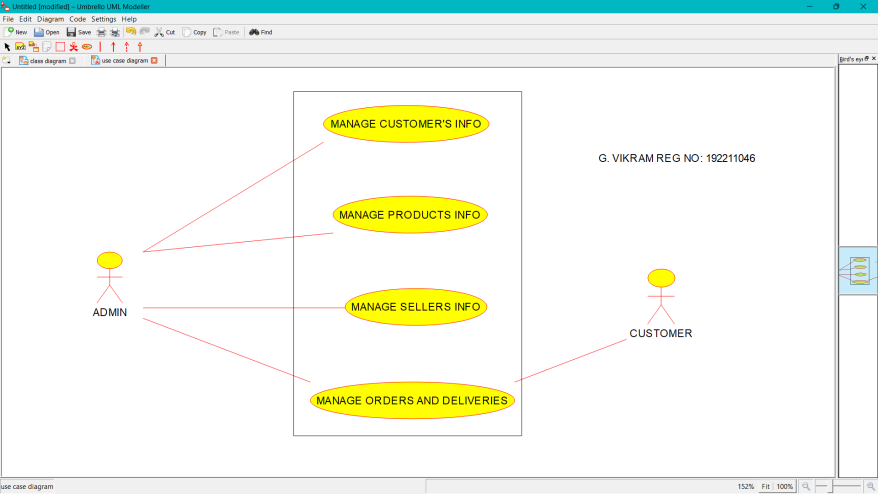 Untitled [modified] – Umbrello UML Modeller
File Edit Diagram Code Settings Help
New Open Save Cut Copy Paste Find
xyz
class diagram use case diagram
Bird's eye
MANAGE CUSTOMER'S INFO
G. VIKRAM REG NO: 192211046
MANAGE PRODUCTS INFO
MANAGE SELLERS INFO
ADMIN
CUSTOMER
MANAGE ORDERS AND DELIVERIES
use case diagram
152% Fit 100%